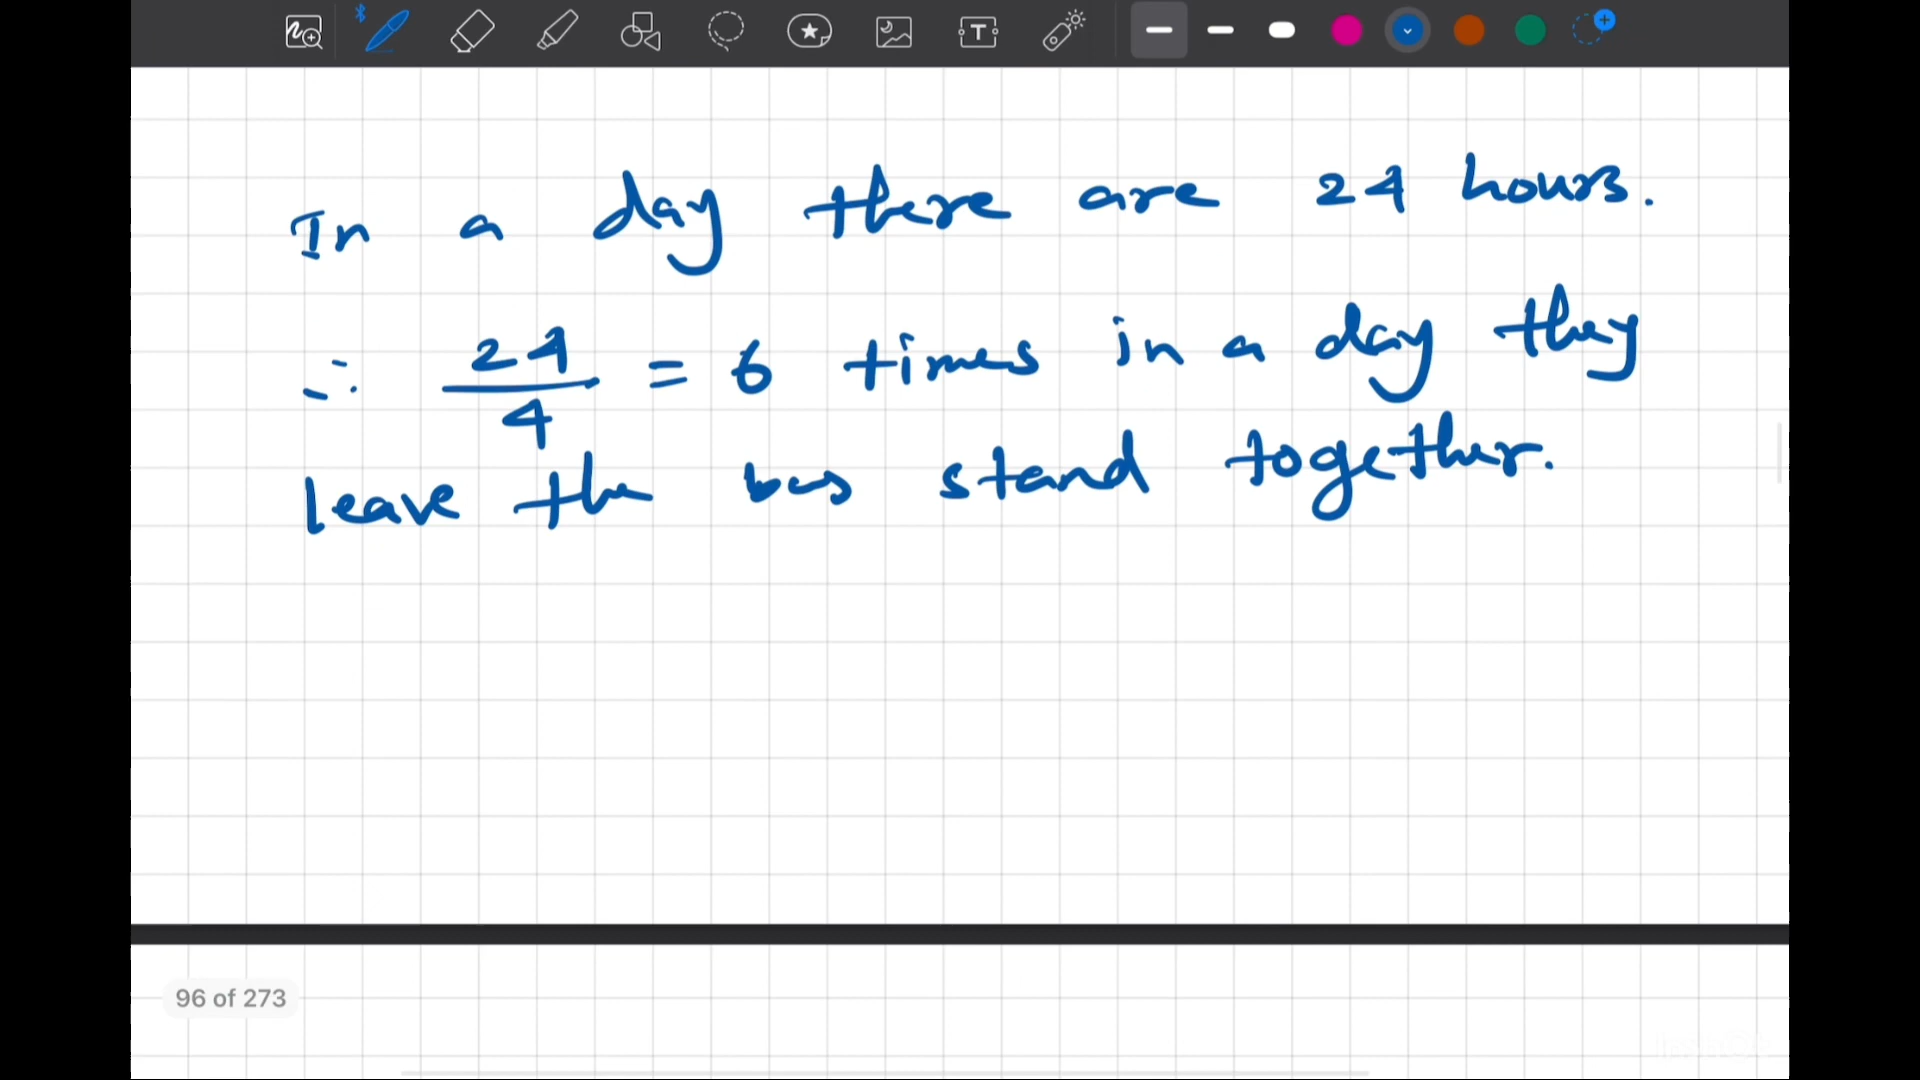 In a day there are 24 hours.
∴ 24/4 = 6 times in a day they
leave the bus stand together.
96 of 273